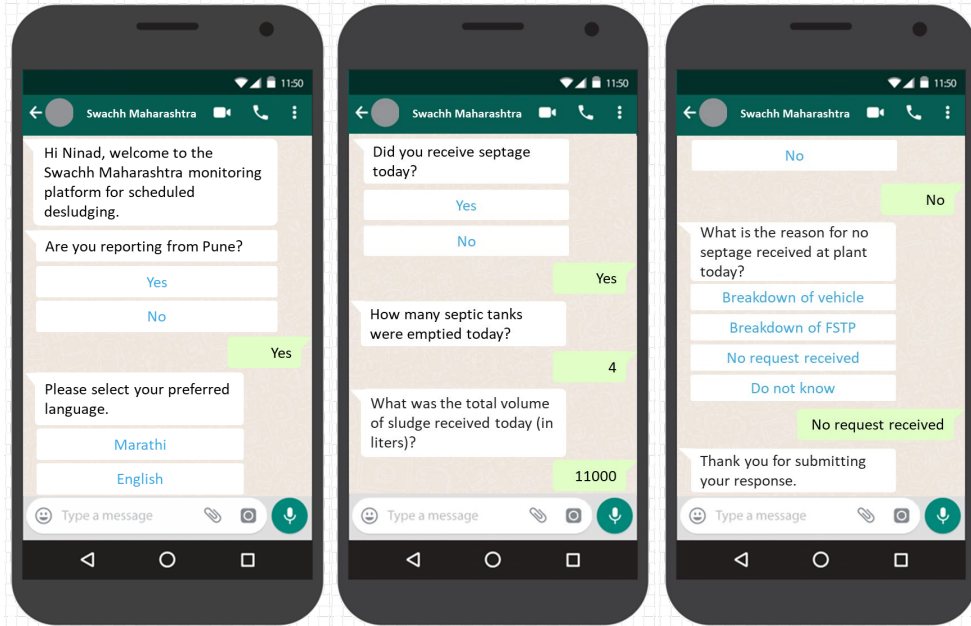 11:50
Swachh Maharashtra
Hi Ninad, welcome to the
Swachh Maharashtra monitoring
platform for scheduled
desludging.
Are you reporting from Pune?
Yes
No
Yes
Please select your preferred
language.
Marathi
English
Type a message
11:50
Swachh Maharashtra
Did you receive septage
today?
Yes
No
Yes
How many septic tanks
were emptied today?
4
What was the total volume
of sludge received today (in
liters)?
11000
Type a message
11:50
Swachh Maharashtra
No
No
What is the reason for no
septage received at plant
today?
Breakdown of vehicle
Breakdown of FSTP
No request received
Do not know
No request received
Thank you for submitting
your response.
Type a message